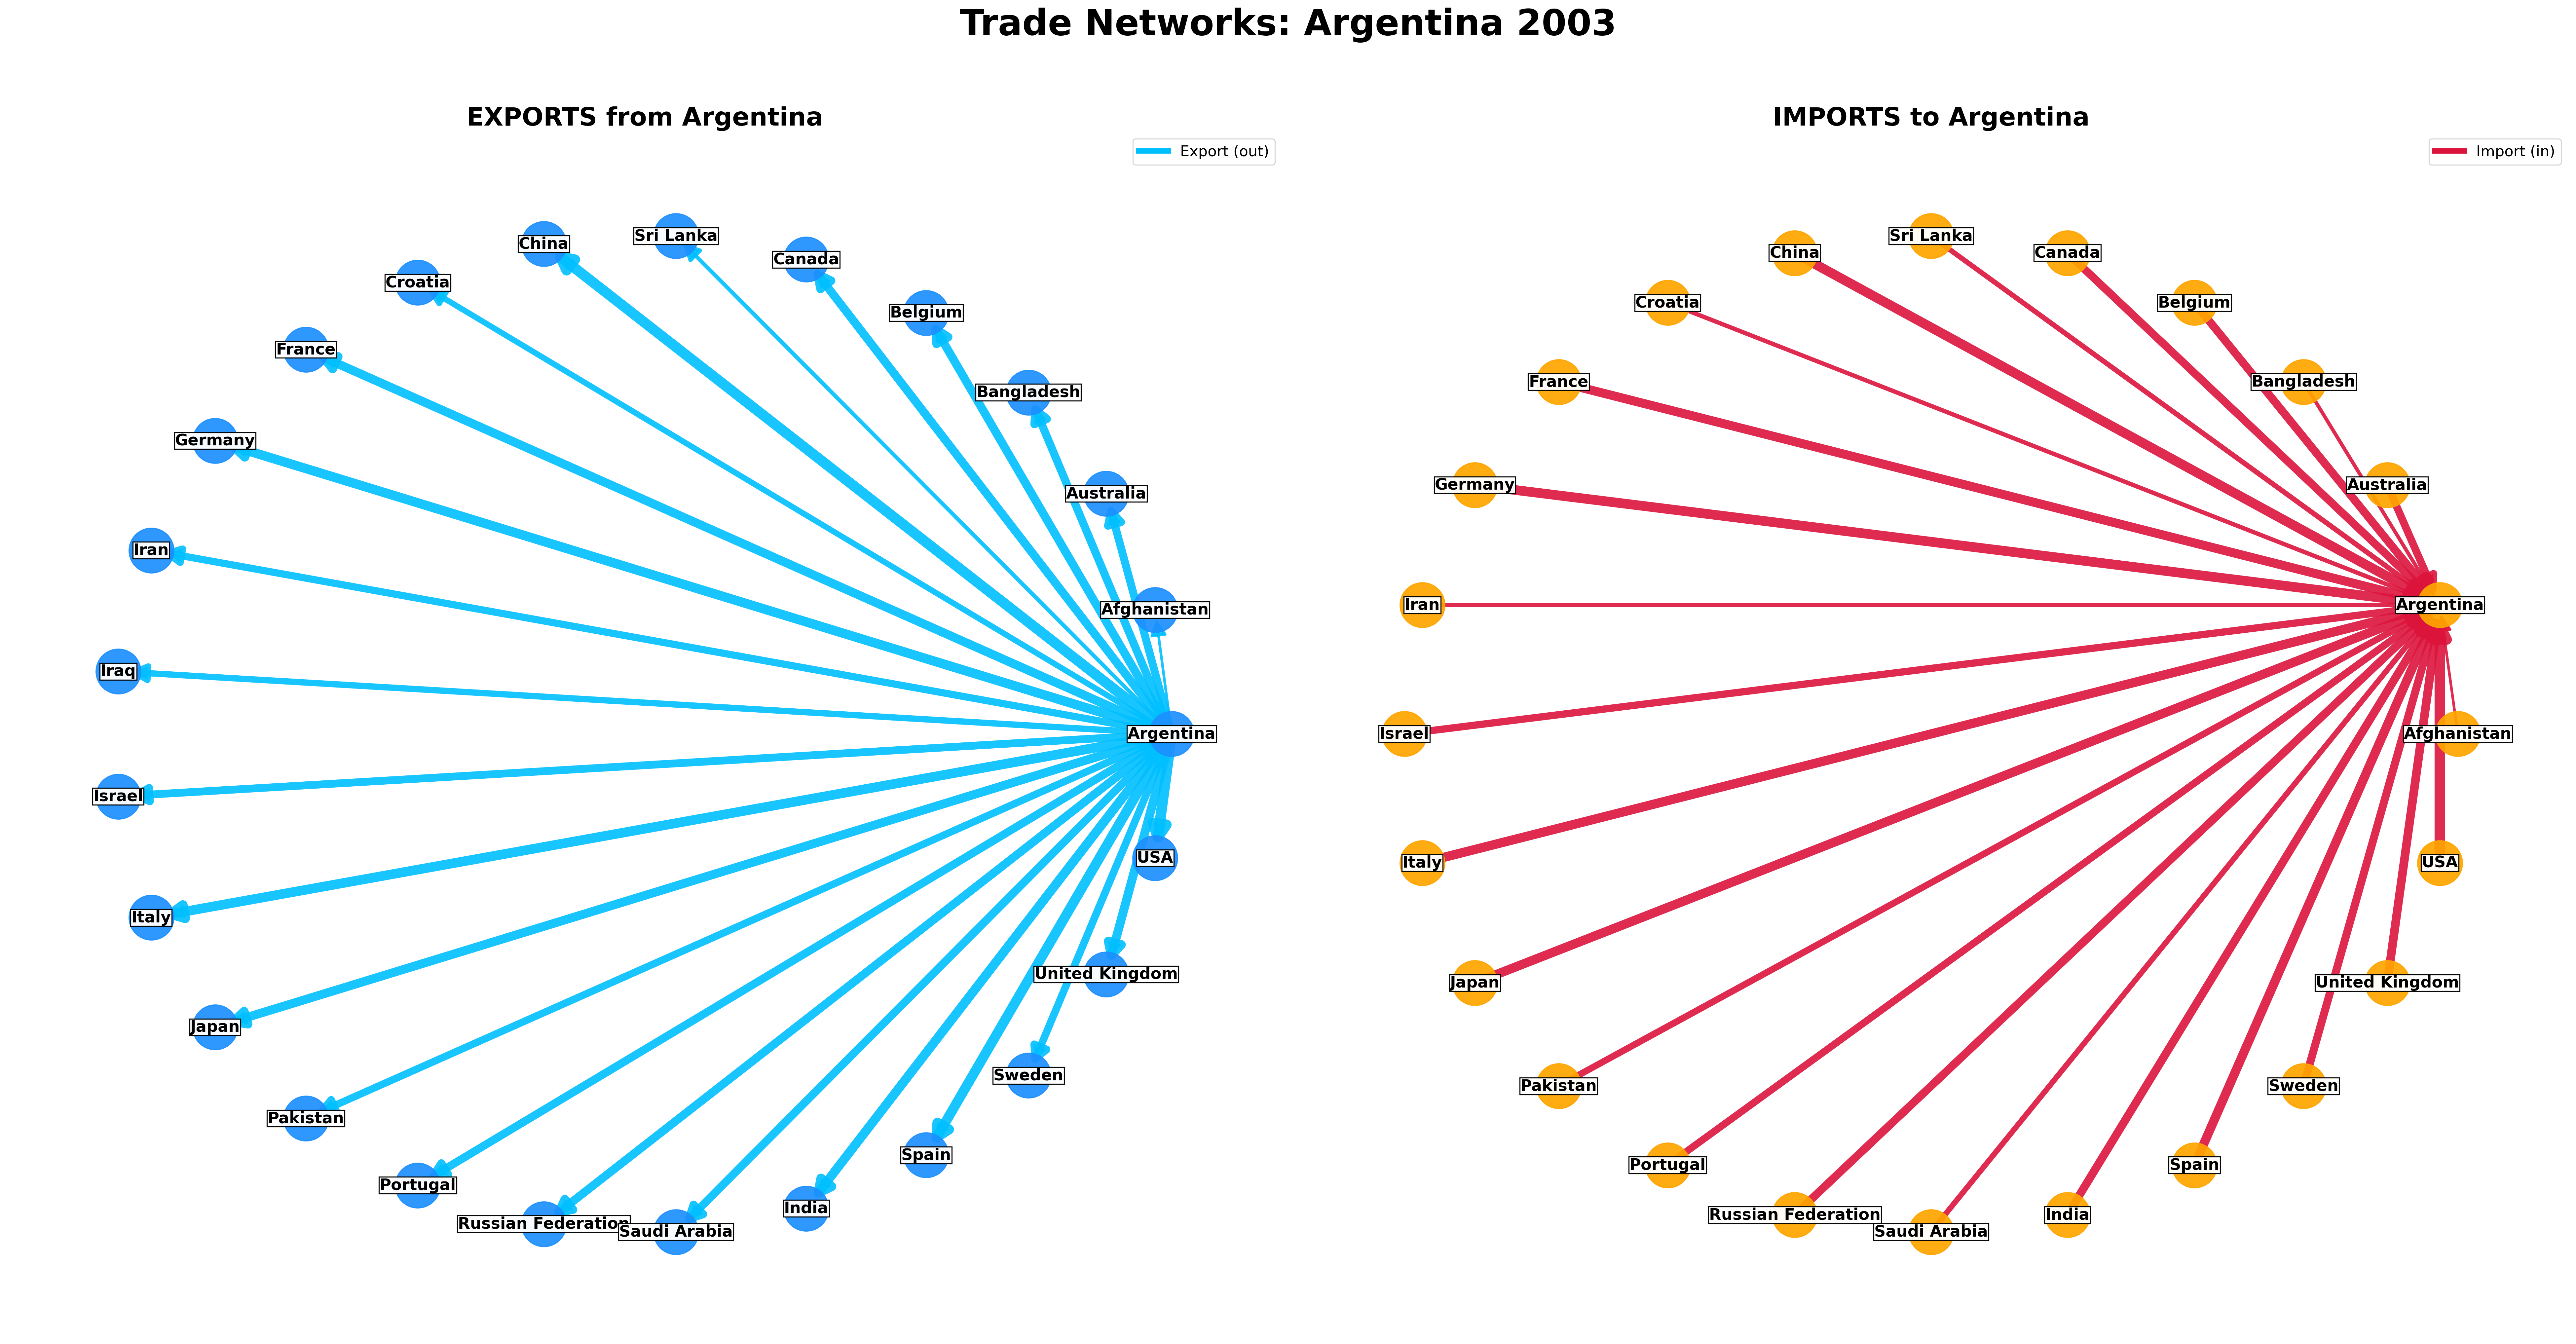 Trade Networks: Argentina 2003
EXPORTS from Argentina
Export (out)
Sri Lanka
China
Canada
Croatia
Belgium
France
Bangladesh
Germany
Australia
Iran
Afghanistan
Iraq
Argentina
Israel
USA
Italy
United Kingdom
Japan
Sweden
Pakistan
Spain
Portugal
India
Russian Federation
Saudi Arabia
IMPORTS to Argentina
Import (in)
Sri Lanka
China
Canada
Croatia
Belgium
France
Bangladesh
Germany
Australia
Iran
Argentina
Israel
Afghanistan
Italy
USA
Japan
United Kingdom
Pakistan
Sweden
Portugal
Spain
Russian Federation
India
Saudi Arabia